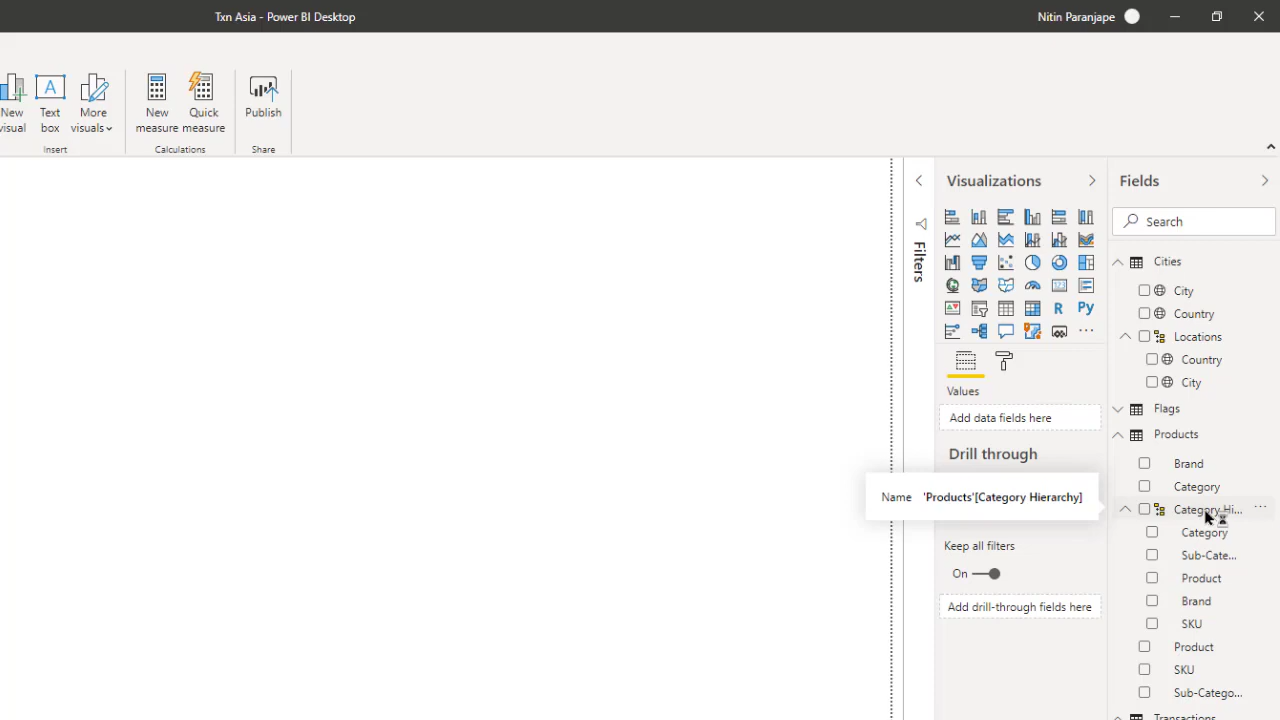 Txn Asia - Power BI Desktop
Nitin Paranjape
New visual
Text box
More visuals
New measure
Quick measure
Publish
Insert
Calculations
Share
Visualizations
Fields
Search
Filters
Cities
City
Country
Locations
Country
City
Flags
Products
Brand
Category
Category Hi...
Category
Sub-Cate...
Product
Brand
SKU
Product
SKU
Sub-Catego...
Transactions
R
Py
Values
Add data fields here
Drill through
Name 'Products'[Category Hierarchy]
Keep all filters
On
Add drill-through fields here